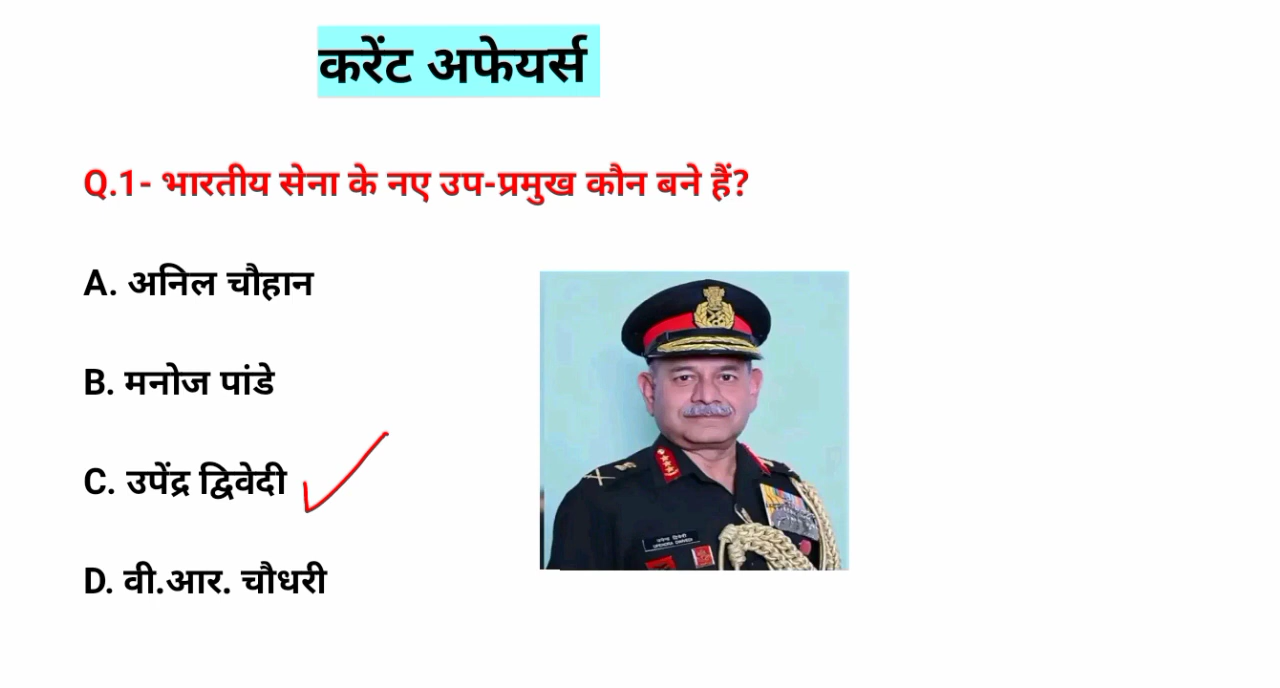 करेंट अफेयर्स
Q.1- भारतीय सेना के नए उप-प्रमुख कौन बने हैं?
A. अनिल चौहान
B. मनोज पांडे
C. उपेंद्र द्विवेदी
D. वी.आर. चौधरी